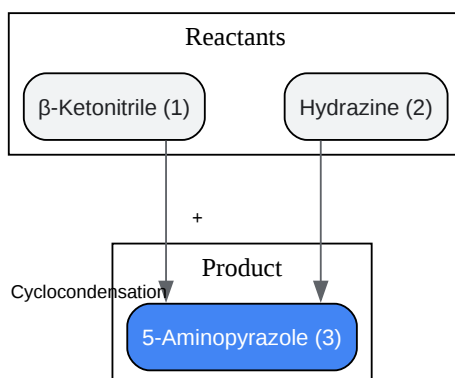 Reactants
β-Ketonitrile (1)
Hydrazine (2)
+
Product
Cyclocondensation
5-Aminopyrazole (3)